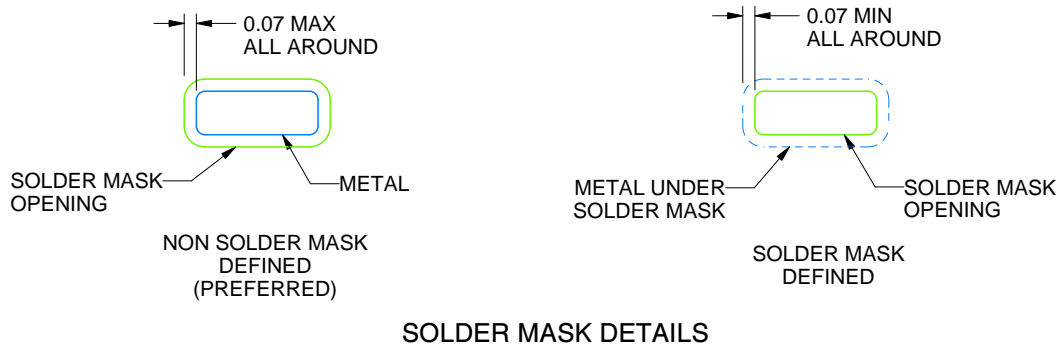 0.07 MAX
ALL AROUND
SOLDER MASK
OPENING
METAL
NON SOLDER MASK
DEFINED
(PREFERRED)
0.07 MIN
ALL AROUND
METAL UNDER
SOLDER MASK
SOLDER MASK
OPENING
SOLDER MASK
DEFINED
SOLDER MASK DETAILS